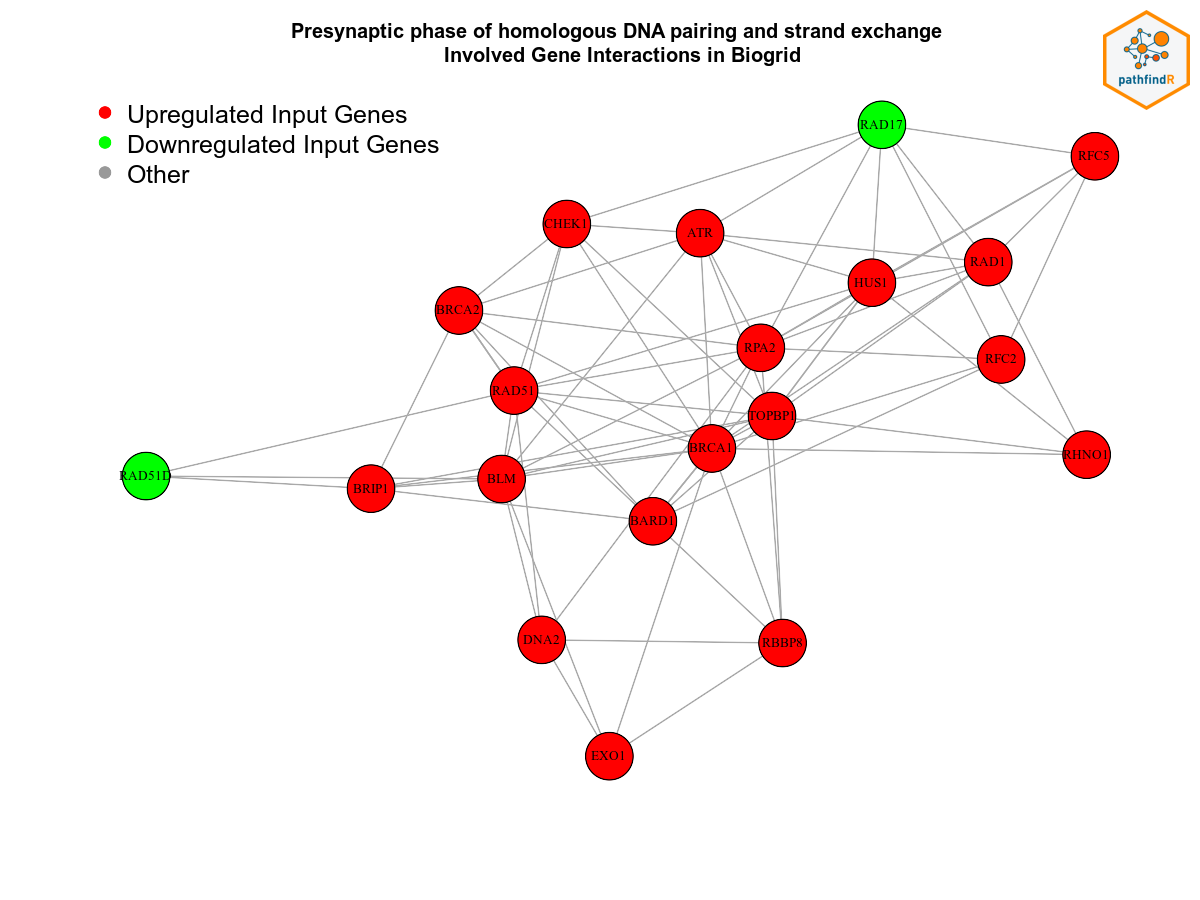 Presynaptic phase of homologous DNA pairing and strand exchange
Involved Gene Interactions in Biogrid
pathfindR
Upregulated Input Genes
Downregulated Input Genes
Other
RAD17
RFC5
CHEK1
ATR
RAD1
HUS1
BRCA2
RPA2
RFC2
RAD51
TOPBP1
BRCA1
RHNO1
RAD51D
BRIP1
BLM
BARD1
DNA2
RBBP8
EXO1